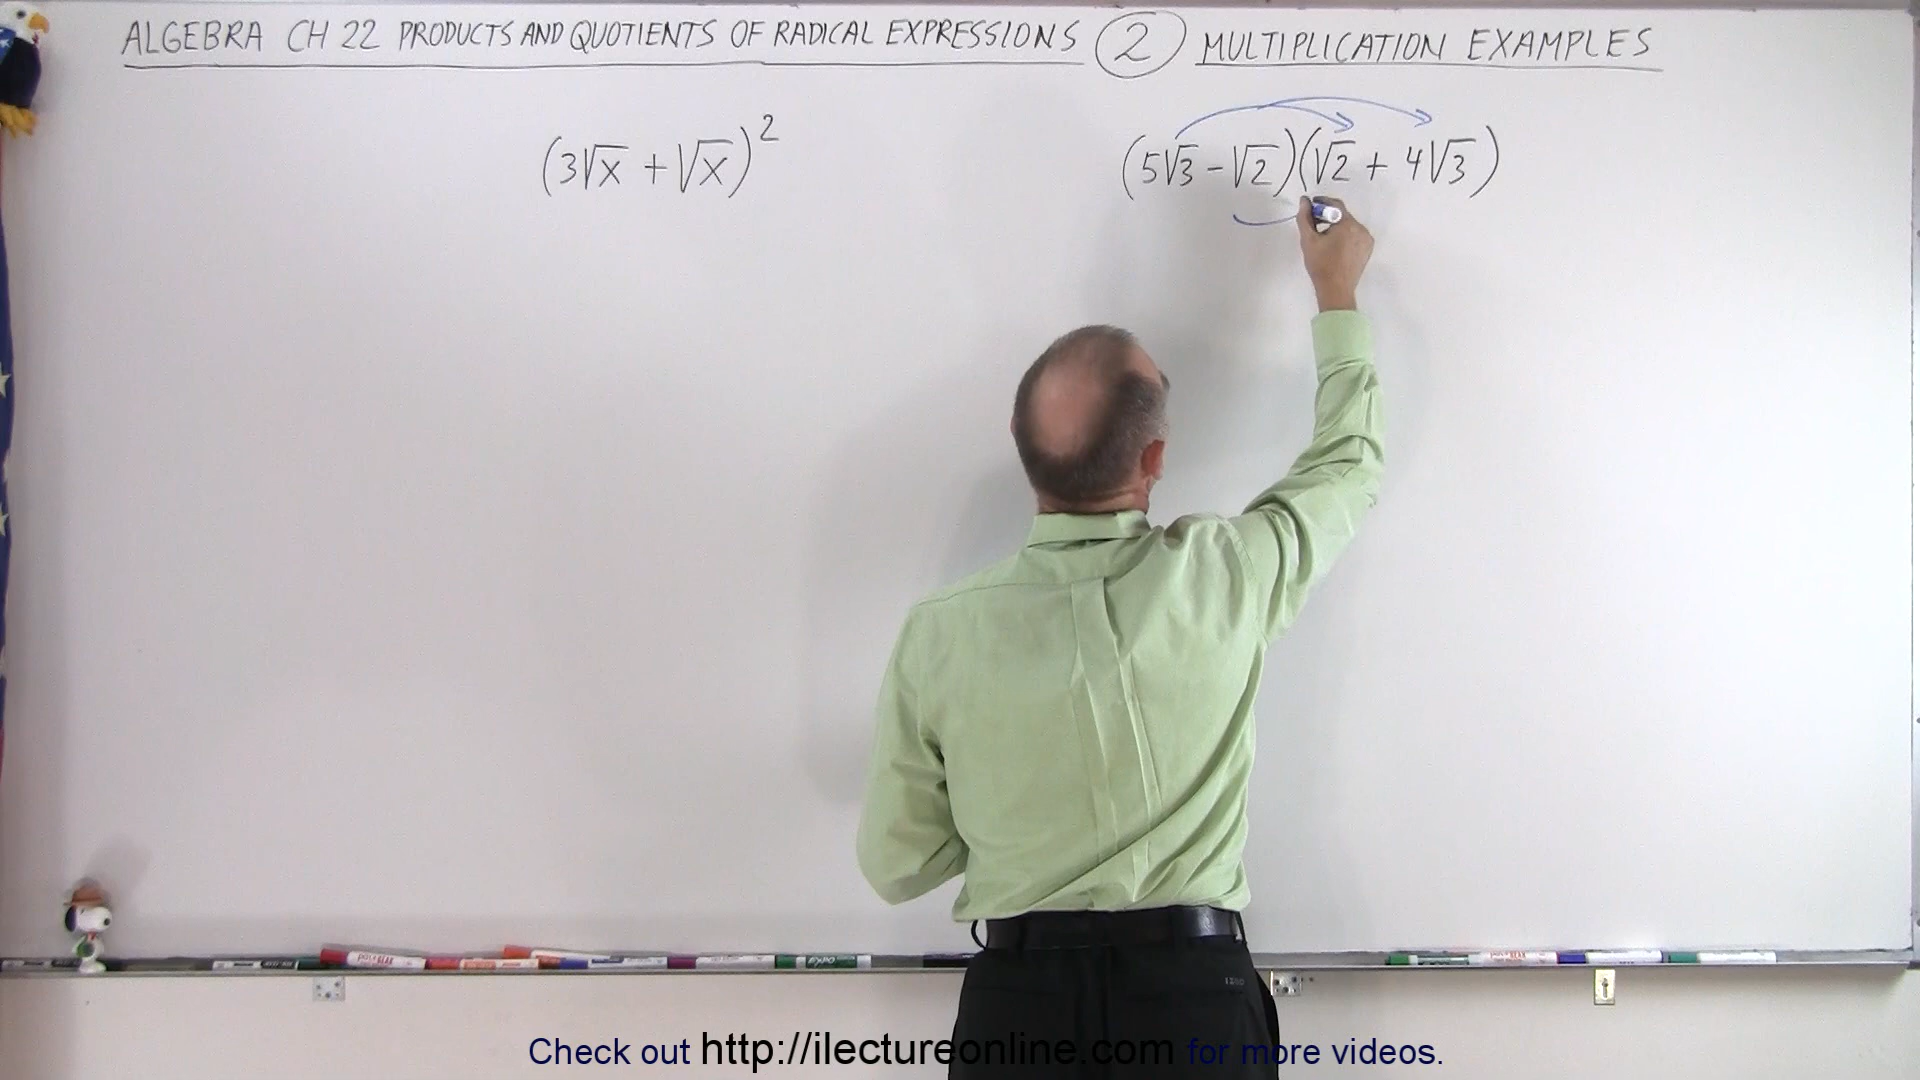 ALGEBRA CH 22 PRODUCTS AND QUOTIENTS OF RADICAL EXPRESSIONS 2 MULTIPLICATION EXAMPLES
(3√x + √x)²
(5√3 - √2)(√2 + 4√3)
EXPO
Check out http://ilectureonline.com for more videos.